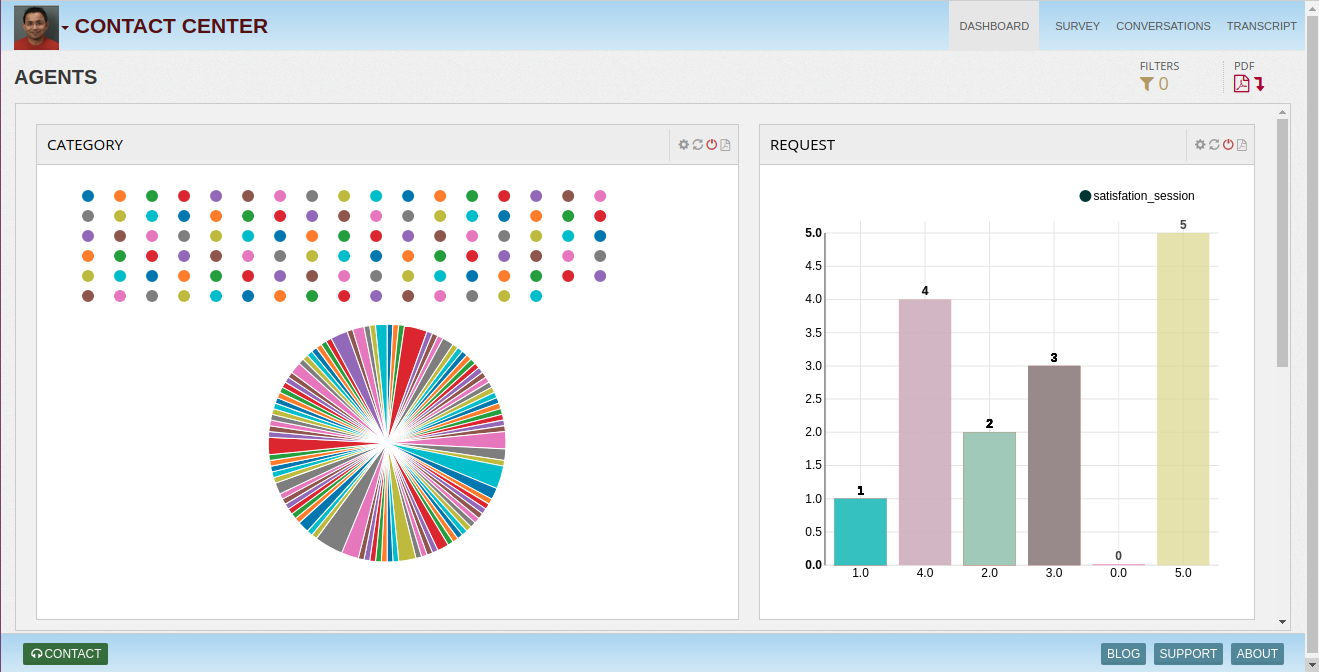 CONTACT CENTER
DASHBOARD
SURVEY
CONVERSATIONS
TRANSCRIPT
AGENTS
FILTERS
0
PDF
CATEGORY
REQUEST
satisfation_session
5.0
4.5
4.0
3.5
3.0
2.5
2.0
1.5
1.0
0.5
0.0
1
4
2
3
0
5
1.0
4.0
2.0
3.0
0.0
5.0
CONTACT
BLOG
SUPPORT
ABOUT